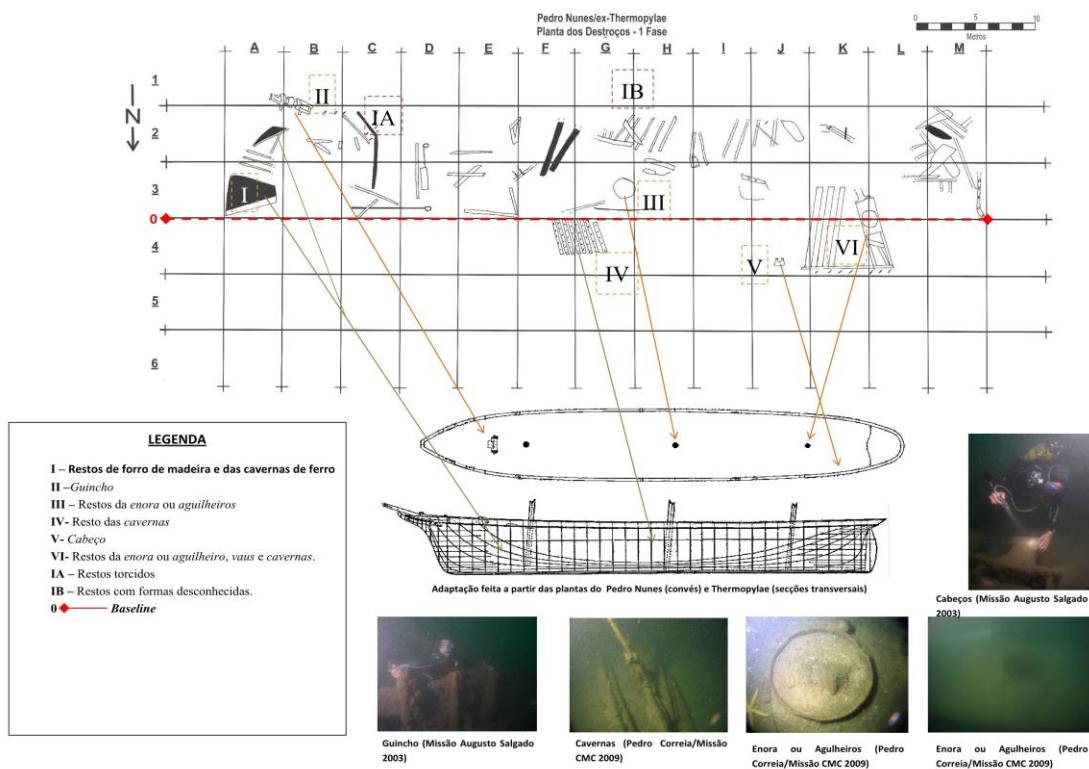 Pedro Nunes/ex-Thermopylae
Planta dos Destroços - 1 Fase
0 5 10
Metros
A B C D E F G H I J K L M
N
1
2
3
0
4
5
6
II
IA
IB
I
III
IV
V
VI
LEGENDA
I – Restos de forro de madeira e das cavernas de ferro
II –Guincho
III – Restos da enora ou aguilheiros
IV- Resto das cavernas
V- Cabeço
VI- Restos da enora ou aguilheiro, vaus e cavernas.
IA – Restos torcidos
IB – Restos com formas desconhecidas.
0 Baseline
Adaptação feita a partir das plantas do Pedro Nunes (convés) e Thermopylae (secções transversais)
Cabeços (Missão Augusto Salgado
2003)
Guincho (Missão Augusto Salgado
2003)
Cavernas (Pedro Correia/Missão
CMC 2009)
Enora ou Agulheiros (Pedro
Correia/Missão CMC 2009)
Enora ou Agulheiros (Pedro
Correia/Missão CMC 2009)